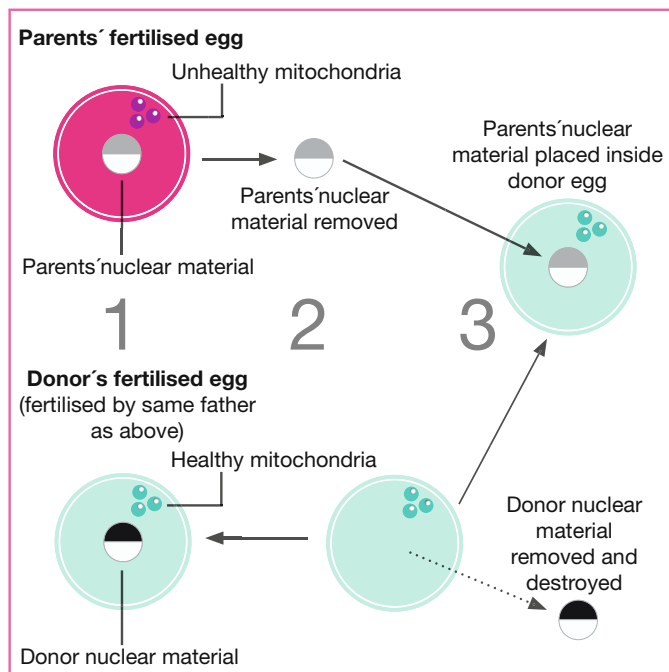 Parents´ fertilised egg
Unhealthy mitochondria
Parents´nuclear
material removed
Parents´nuclear material
Parents´nuclear
material placed inside
donor egg
1
2
3
Donor´s fertilised egg
(fertilised by same father
as above)
Healthy mitochondria
Donor nuclear material
Donor nuclear
material
removed and
destroyed